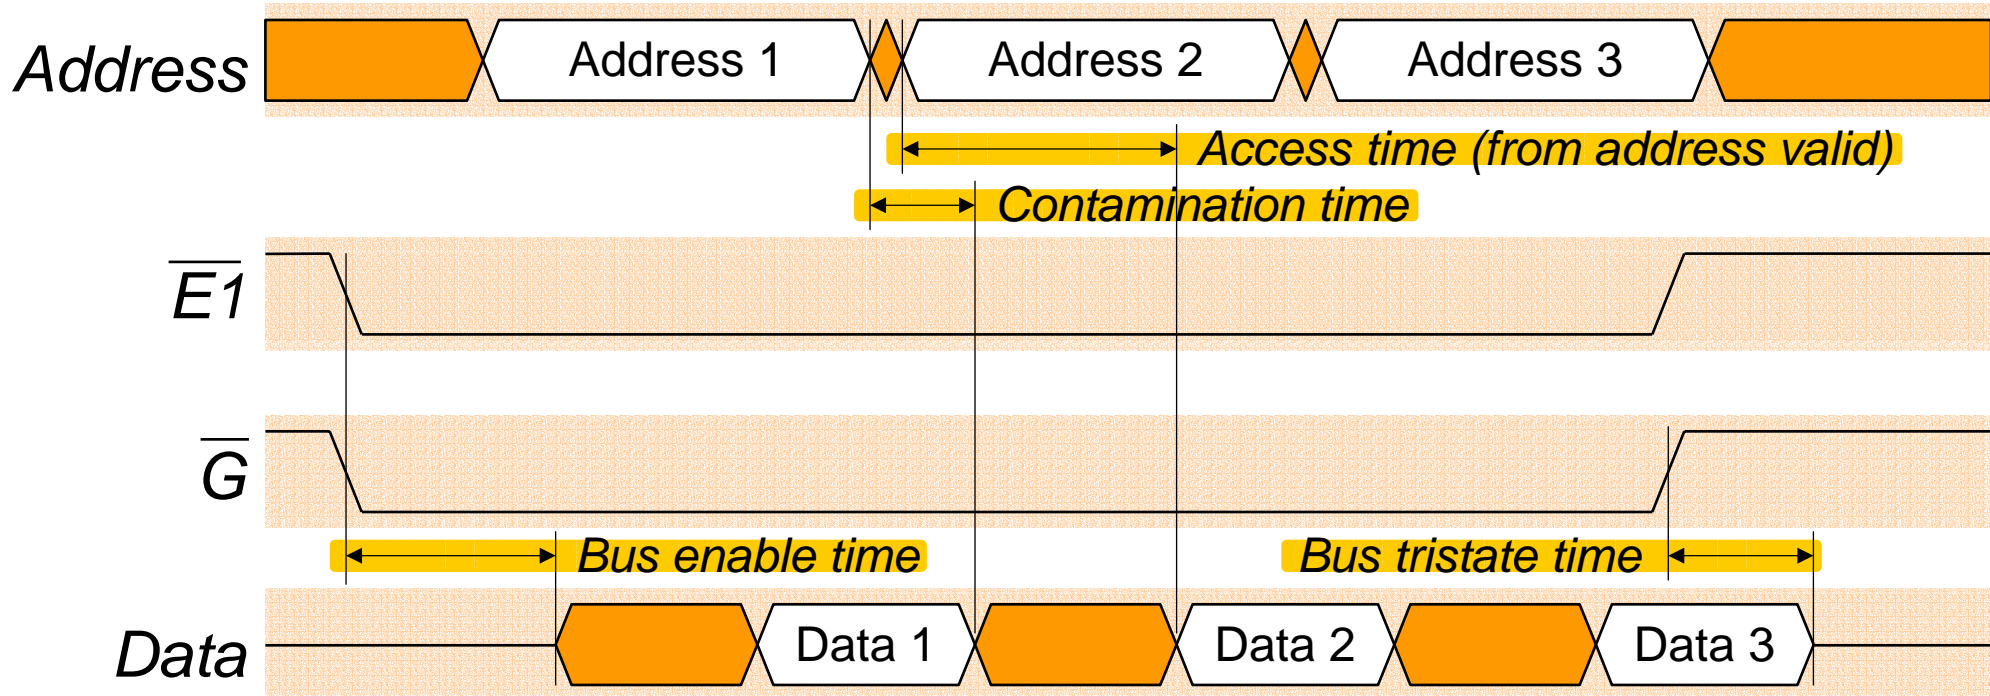 Address Address 1 Address 2 Address 3
Access time (from address valid)
Contamination time
E1
G
Bus enable time Bus tristate time
Data Data 1 Data 2 Data 3